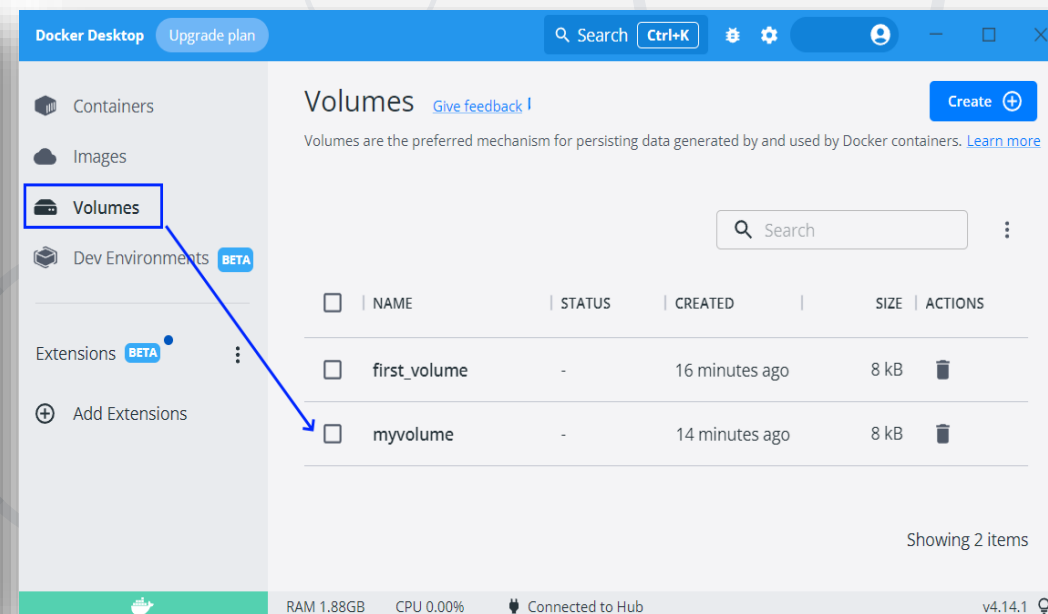 Docker Desktop Upgrade plan Search Ctrl+K
Containers
Images
Volumes
Dev Environments BETA
Extensions BETA
Add Extensions
Volumes Give feedback Create
Volumes are the preferred mechanism for persisting data generated by and used by Docker containers. Learn more
Search
NAME STATUS CREATED SIZE ACTIONS
first_volume - 16 minutes ago 8 kB
myvolume - 14 minutes ago 8 kB
Showing 2 items
RAM 1.88GB CPU 0.00% Connected to Hub v4.14.1